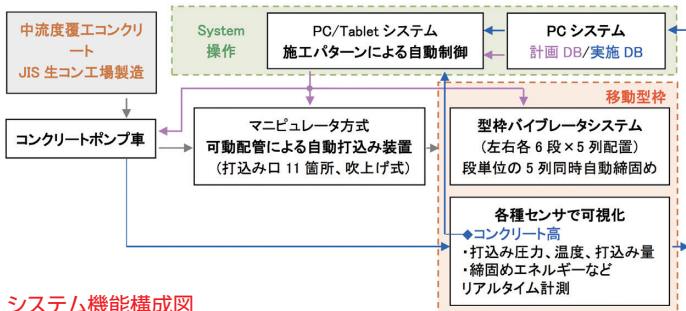 中流度覆工コンクリ
ート
JIS 生コン工場製造
System
操作
PC/Tablet システム
施工パターンによる自動制御
PC システム
計画 DB/実施 DB
移動型枠
コンクリートポンプ車
マニピュレータ方式
可動配管による自動打込み装置
(打込み口 11 箇所、吹上げ式)
型枠バイブレータシステム
(左右各 6 段×5 列配置)
段単位の 5 列同時自動締固め
各種センサで可視化
◆コンクリート高
・打込み圧力、温度、打込み量
・締固めエネルギーなど
リアルタイム計測
システム機能構成図